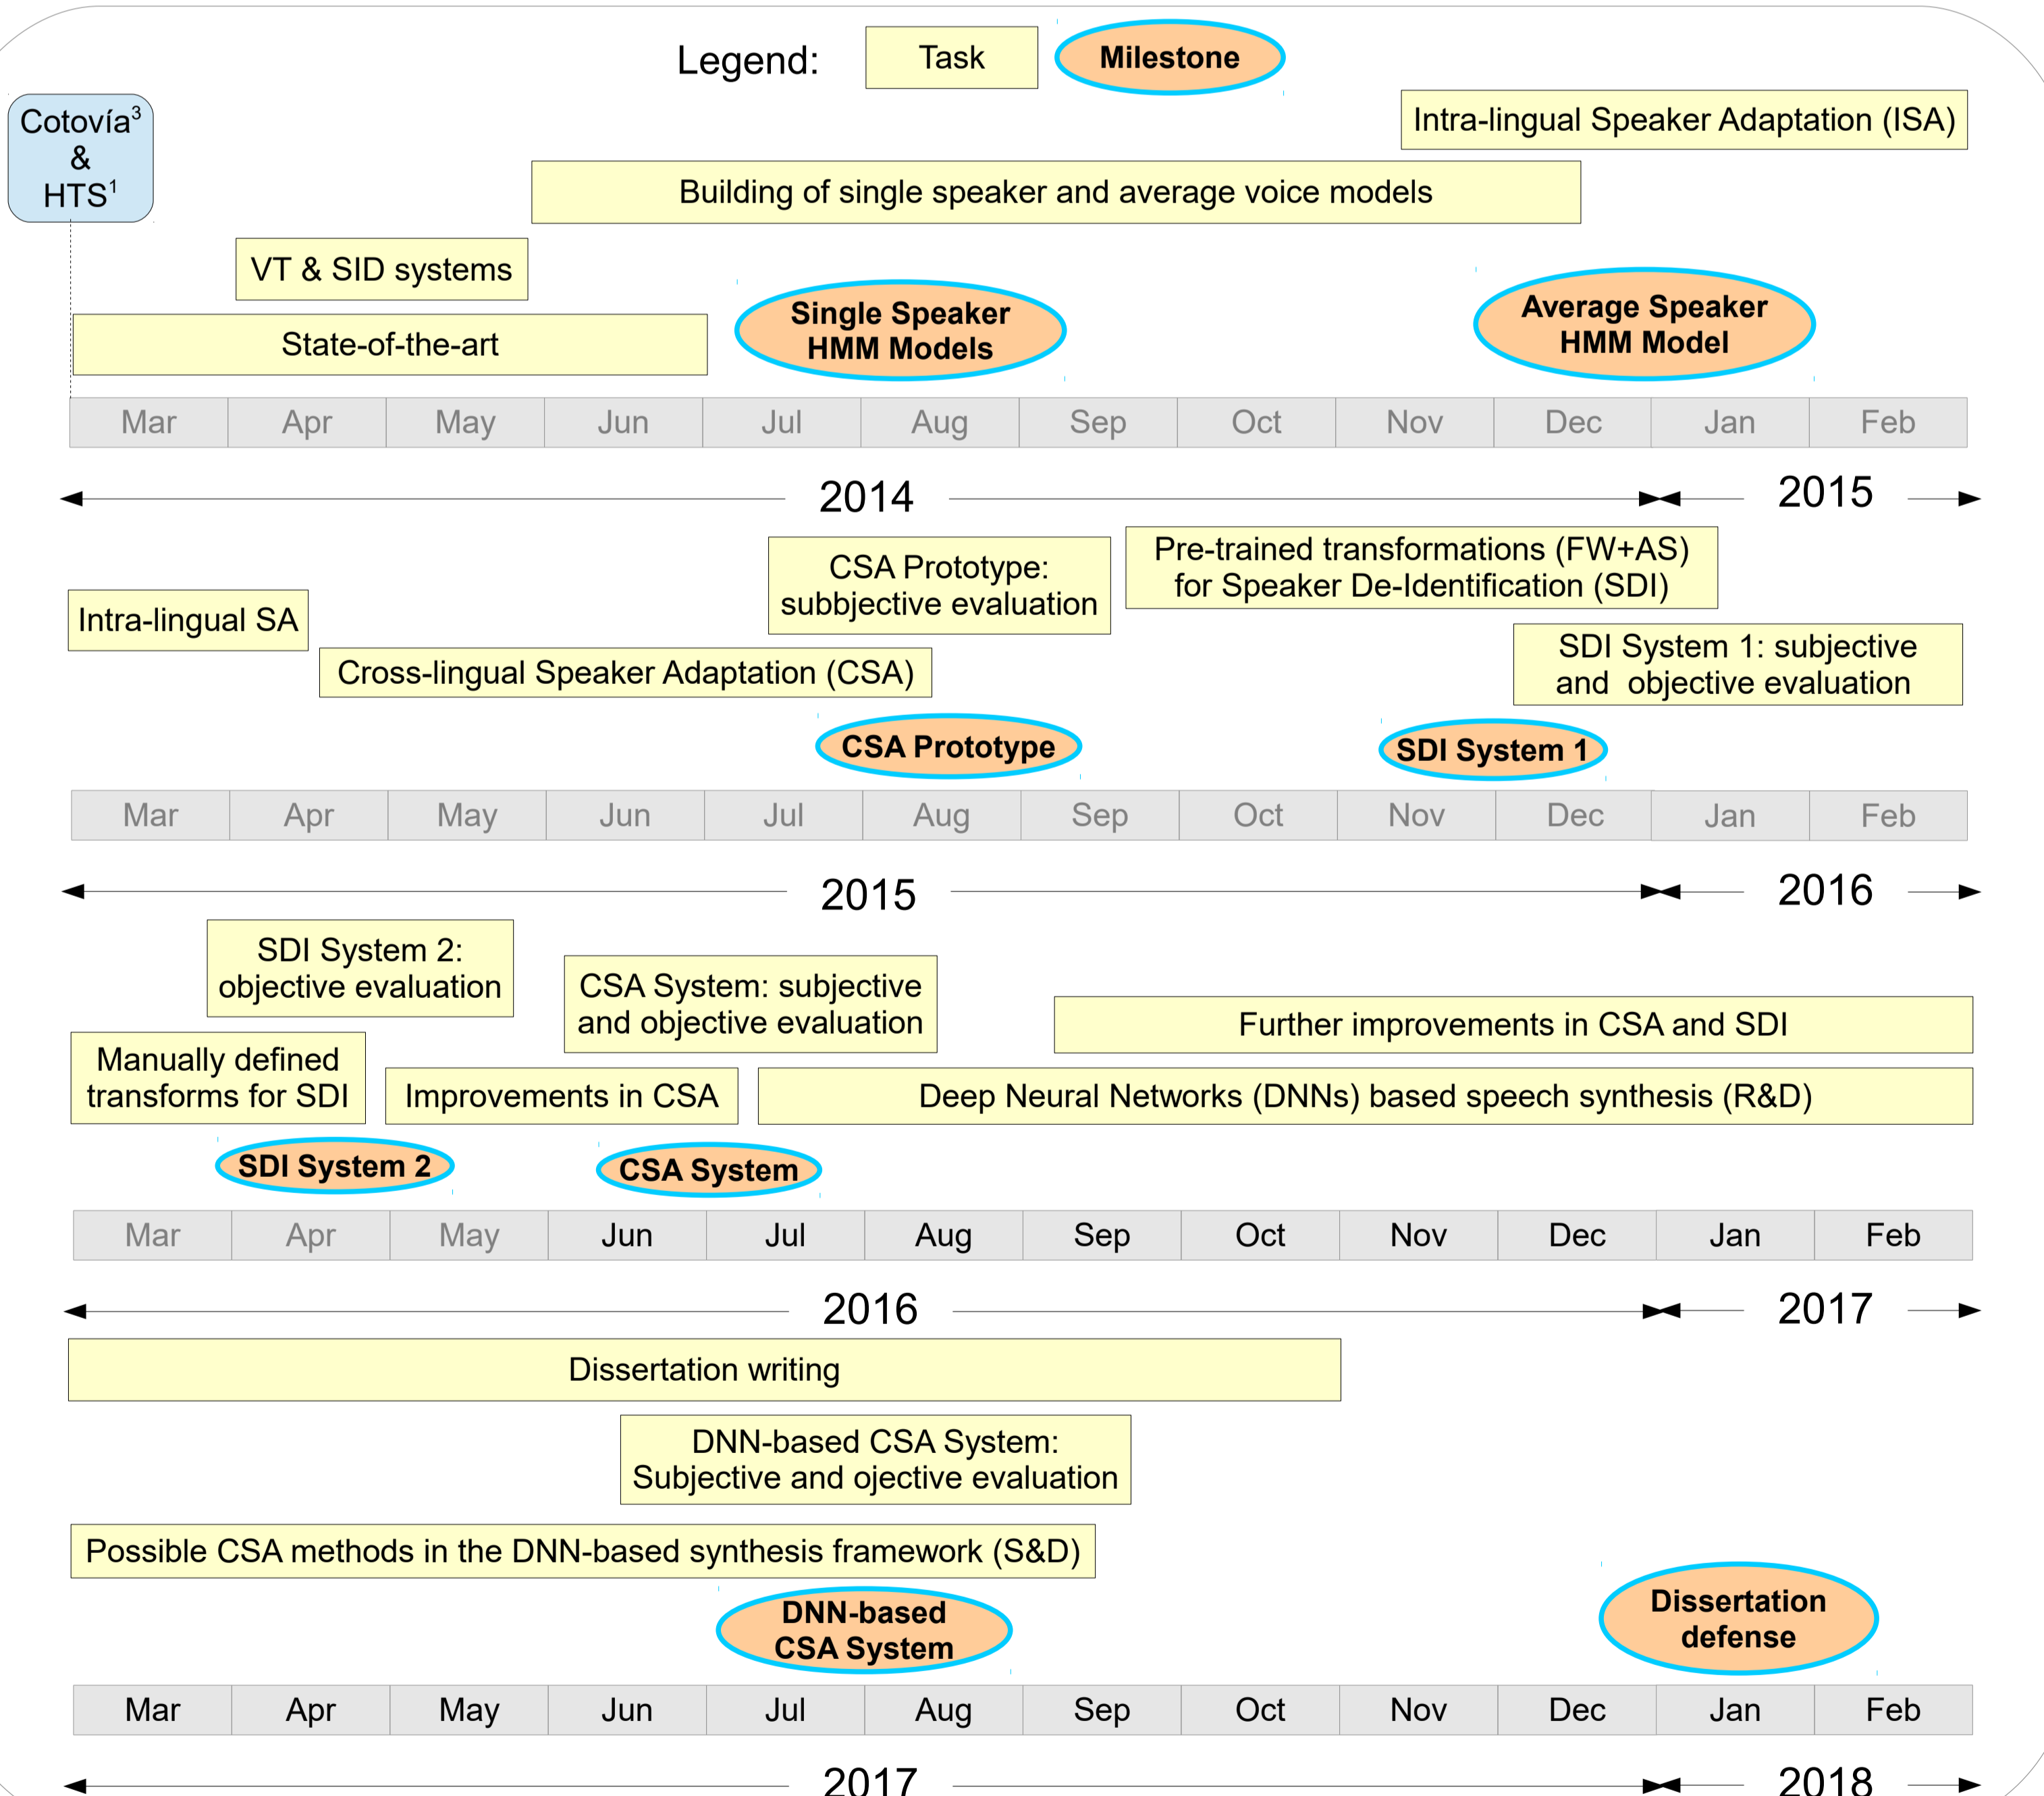 Legend:
Task
Milestone
Cotovía³
&
HTS¹
Intra-lingual Speaker Adaptation (ISA)
Building of single speaker and average voice models
VT & SID systems
State-of-the-art
Single Speaker
HMM Models
Average Speaker
HMM Model
Mar Apr May Jun Jul Aug Sep Oct Nov Dec Jan Feb
2014 2015
CSA Prototype:
subbjective evaluation
Pre-trained transformations (FW+AS)
for Speaker De-Identification (SDI)
Intra-lingual SA
Cross-lingual Speaker Adaptation (CSA)
SDI System 1: subjective
and objective evaluation
CSA Prototype
SDI System 1
Mar Apr May Jun Jul Aug Sep Oct Nov Dec Jan Feb
2015 2016
SDI System 2:
objective evaluation
CSA System: subjective
and objective evaluation
Further improvements in CSA and SDI
Manually defined
transforms for SDI
Improvements in CSA
Deep Neural Networks (DNNs) based speech synthesis (R&D)
SDI System 2
CSA System
Mar Apr May Jun Jul Aug Sep Oct Nov Dec Jan Feb
2016 2017
Dissertation writing
DNN-based CSA System:
Subjective and ojective evaluation
Possible CSA methods in the DNN-based synthesis framework (S&D)
DNN-based
CSA System
Dissertation
defense
Mar Apr May Jun Jul Aug Sep Oct Nov Dec Jan Feb
2017 2018